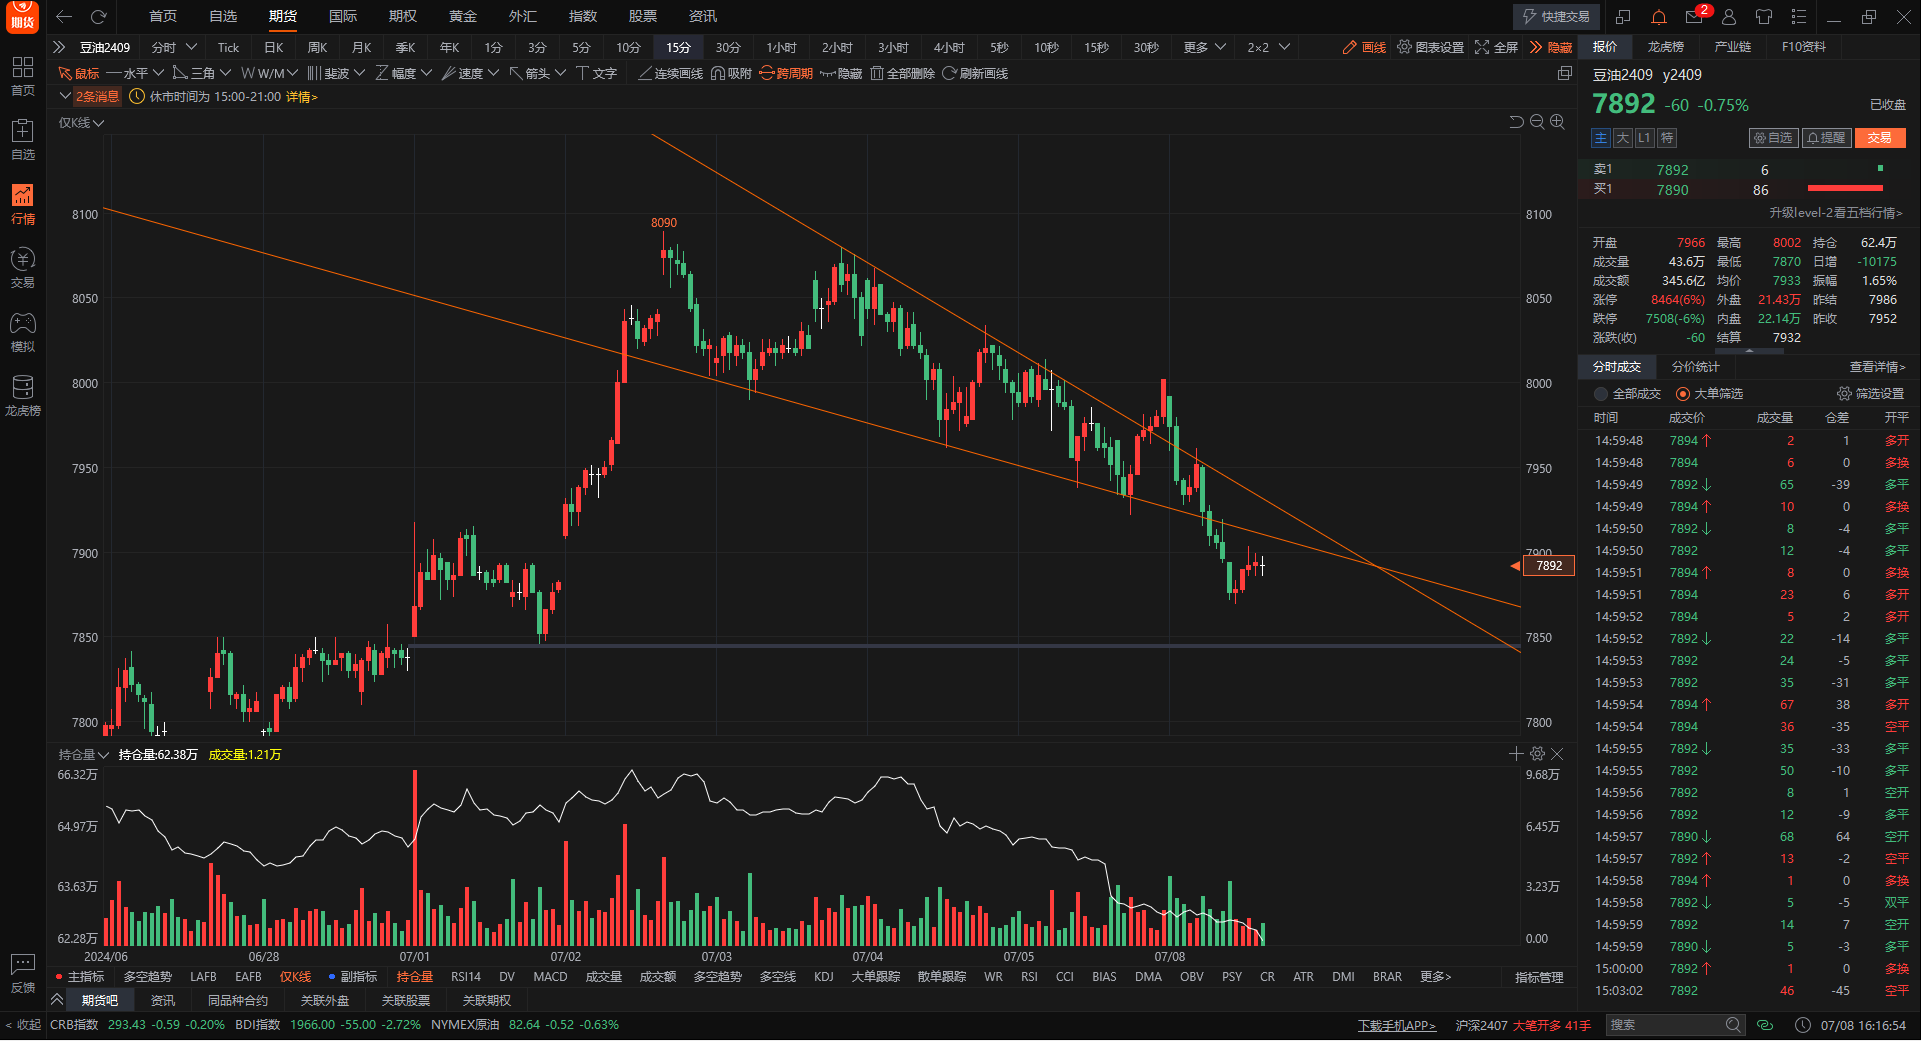 期货 首页 自选 期货 国际 期权 黄金 外汇 指数 股票 资讯 快捷交易 2
豆油2409 分时 Tick 日K 周K 月K 季K 年K 1分 3分 5分 10分 15分 30分 1小时 2小时 3小时 4小时 5秒 10秒 15秒 30秒 更多 2×2 画线 图表设置 全屏 隐藏
鼠标 水平 三角 W/M 斐波 幅度 速度 箭头 文字 连续画线 吸附 跨周期 隐藏 全部删除 刷新画线
2条消息 休市时间为 15:00-21:00 详情>
仅K线
首页
自选
行情
交易
模拟
龙虎榜
反馈
< 收起
8090
8100 8100
8050 8050
8000 8000
7950 7950
7900 7900
7892
7850 7850
7800 7800
持仓量 持仓量:62.38万 成交量:1.21万
66.32万 9.68万
64.97万 6.45万
63.63万 3.23万
62.28万 0.00
2024/06 06/28 07/01 07/02 07/03 07/04 07/05 07/08
主指标 多空趋势 LAFB EAFB 仅K线 副指标 持仓量 RSI14 DV MACD 成交量 成交额 多空趋势 多空线 KDJ 大单跟踪 散单跟踪 WR RSI CCI BIAS DMA OBV PSY CR ATR DMI BRAR 更多> 指标管理
期货吧 资讯 同品种合约 关联外盘 关联股票 关联期权
CRB指数 293.43 -0.59 -0.20% BDI指数 1966.00 -55.00 -2.72% NYMEX原油 82.64 -0.52 -0.63%
下载手机APP> 沪深2407 大笔开多 41手 搜索 07/08 16:16:54
报价 龙虎榜 产业链 F10资料
豆油2409 y2409
7892 -60 -0.75% 已收盘
主 大 L1 特 自选 提醒 交易
卖1 7892 6
买1 7890 86
升级level-2看五档行情>
开盘 7966 最高 8002 持仓 62.4万
成交量 43.6万 最低 7870 日增 -10175
成交额 345.6亿 均价 7933 振幅 1.65%
涨停 8464(6%) 外盘 21.43万 昨结 7986
跌停 7508(-6%) 内盘 22.14万 昨收 7952
涨跌(收) -60 结算 7932
分时成交 分价统计 查看详情>
全部成交 大单筛选 筛选设置
时间 成交价 成交量 仓差 开平
14:59:48 7894↑ 2 1 多开
14:59:48 7894 6 0 多换
14:59:49 7892↓ 65 -39 多平
14:59:49 7894↑ 10 0 多换
14:59:50 7892↓ 8 -4 多平
14:59:50 7892 12 -4 多平
14:59:51 7894↑ 8 0 多换
14:59:51 7894 23 6 多开
14:59:52 7894 5 2 多开
14:59:52 7892↓ 22 -14 多平
14:59:53 7892 24 -5 多平
14:59:53 7892 35 -31 多平
14:59:54 7894↑ 67 38 多开
14:59:54 7894 36 -35 空平
14:59:55 7892↓ 35 -33 多平
14:59:55 7892 50 -10 多平
14:59:56 7892 8 1 空开
14:59:56 7892 12 -9 多平
14:59:57 7890↓ 68 64 空开
14:59:57 7892↑ 13 -2 空平
14:59:58 7894↑ 1 0 多换
14:59:58 7892↓ 5 -5 双平
14:59:59 7892 14 7 空开
14:59:59 7890↓ 5 -3 多平
15:00:00 7892↑ 1 0 多换
15:03:02 7892 46 -45 空平